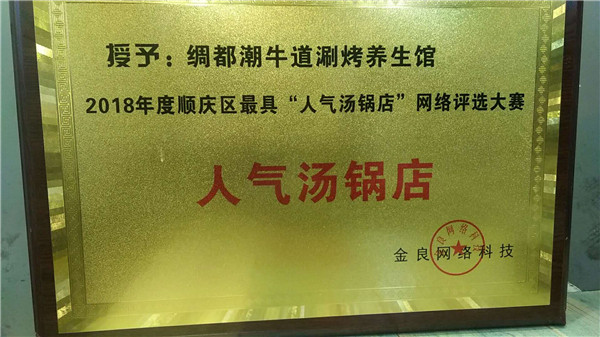 授予：绸都潮牛道涮烤养生馆
2018年度顺庆区最具“人气汤锅店”网络评选大赛
人气汤锅店
金良网络科技